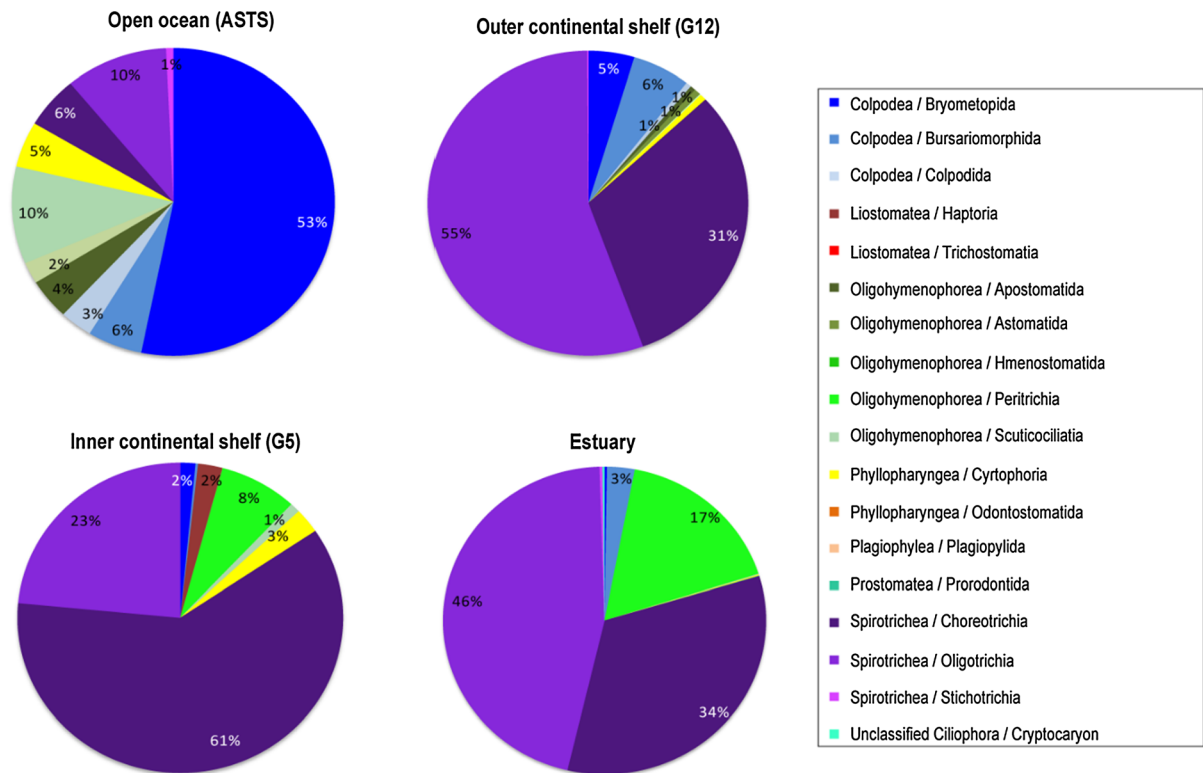 Open ocean (ASTS)
1%
10%
6%
5%
10%
2%
4%
3%
6%
53%
Outer continental shelf (G12)
5%
6%
1%
1%
1%
31%
55%
Inner continental shelf (G5)
2%
2%
8%
1%
3%
23%
61%
Estuary
3%
17%
46%
34%
Colpodea / Bryometopida
Colpodea / Bursariomorphida
Colpodea / Colpodida
Liostomatea / Haptoria
Liostomatea / Trichostomatia
Oligohymenophorea / Apostomatida
Oligohymenophorea / Astomatida
Oligohymenophorea / Hmenostomatida
Oligohymenophorea / Peritrichia
Oligohymenophorea / Scuticociliatia
Phyllopharyngea / Cyrtophoria
Phyllopharyngea / Odontostomatida
Plagiophylea / Plagiopylida
Prostomatea / Prorodontida
Spirotrichea / Choreotrichia
Spirotrichea / Oligotrichia
Spirotrichea / Stichotrichia
Unclassified Ciliophora / Cryptocaryon